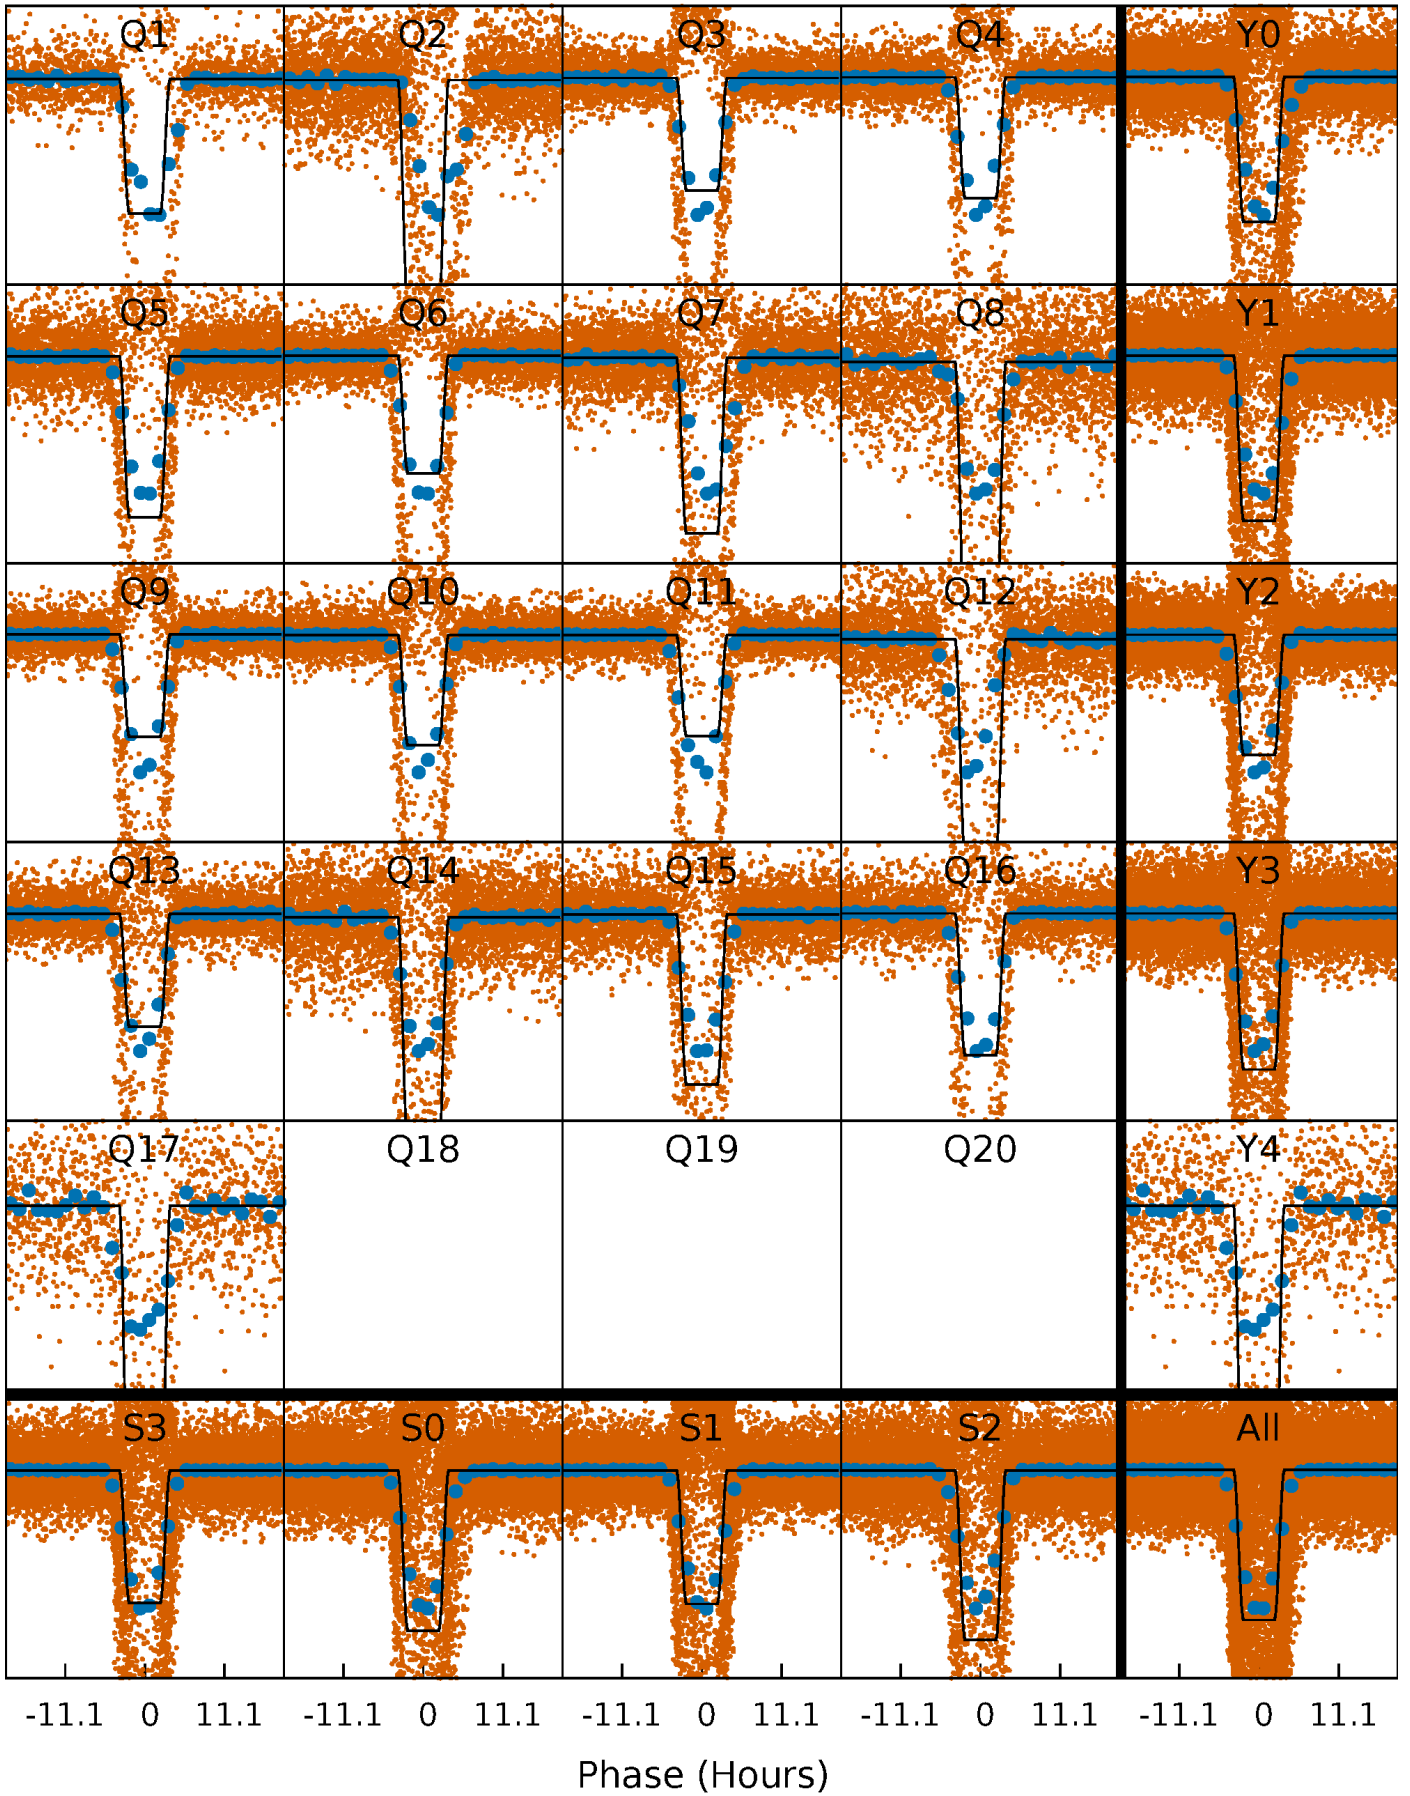 Q1 Q2 Q3 Q4 Y0
Q5 Q6 Q7 Q8 Y1
Q9 Q10 Q11 Q12 Y2
Q13 Q14 Q15 Q16 Y3
Q17 Q18 Q19 Q20 Y4
S3 S0 S1 S2 All
-11.1 0 11.1 -11.1 0 11.1 -11.1 0 11.1 -11.1 0 11.1 -11.1 0 11.1
Phase (Hours)